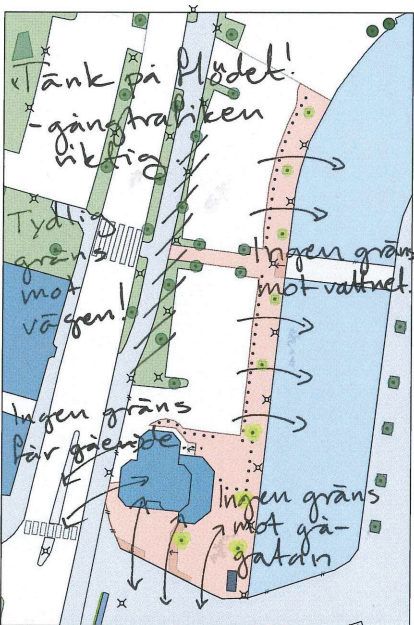 Tänk på flödet!
- gångtrafiken
riktig
Tydlig
gräns
mot
vägen!
Ingen gräns
mot vattnet.
Ingen gräns
för gående
Ingen gräns
mot gå-
gatan